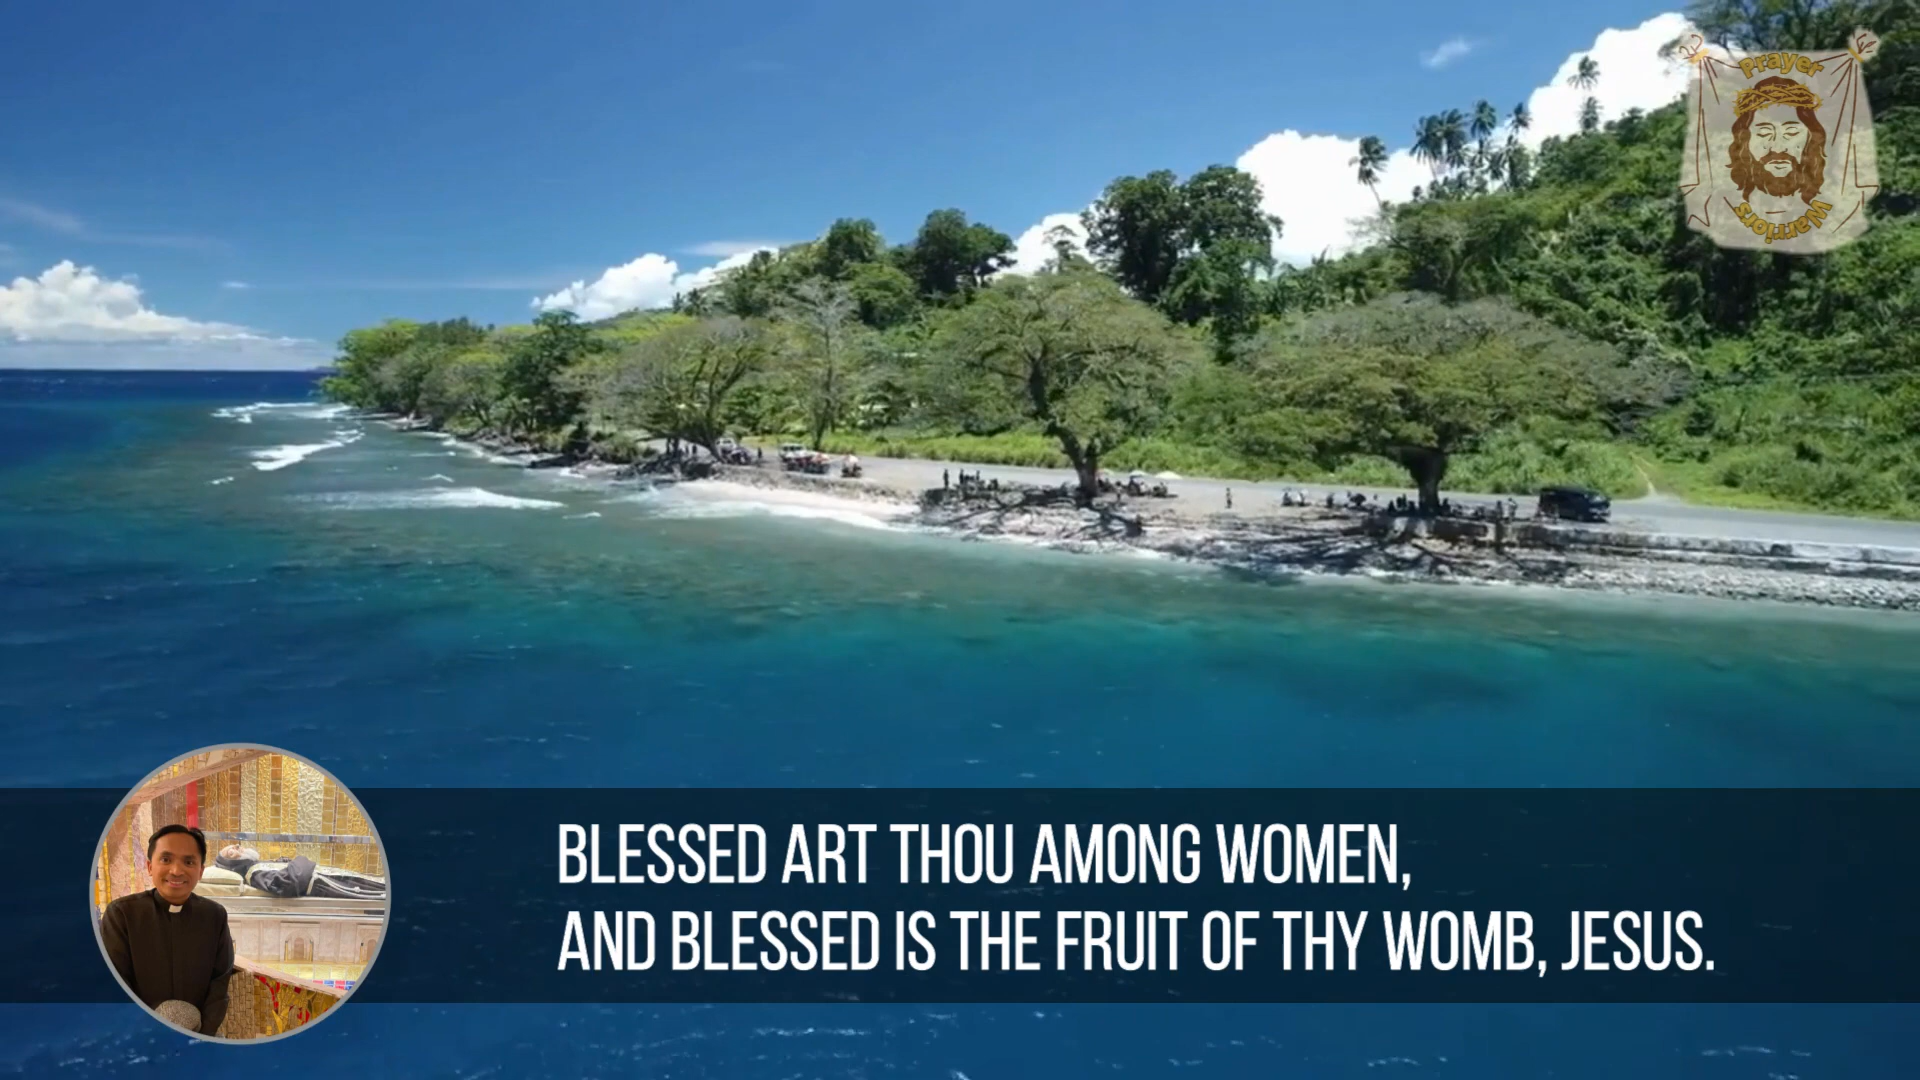 Prayer
Warriors
BLESSED ART THOU AMONG WOMEN,
AND BLESSED IS THE FRUIT OF THY WOMB, JESUS.